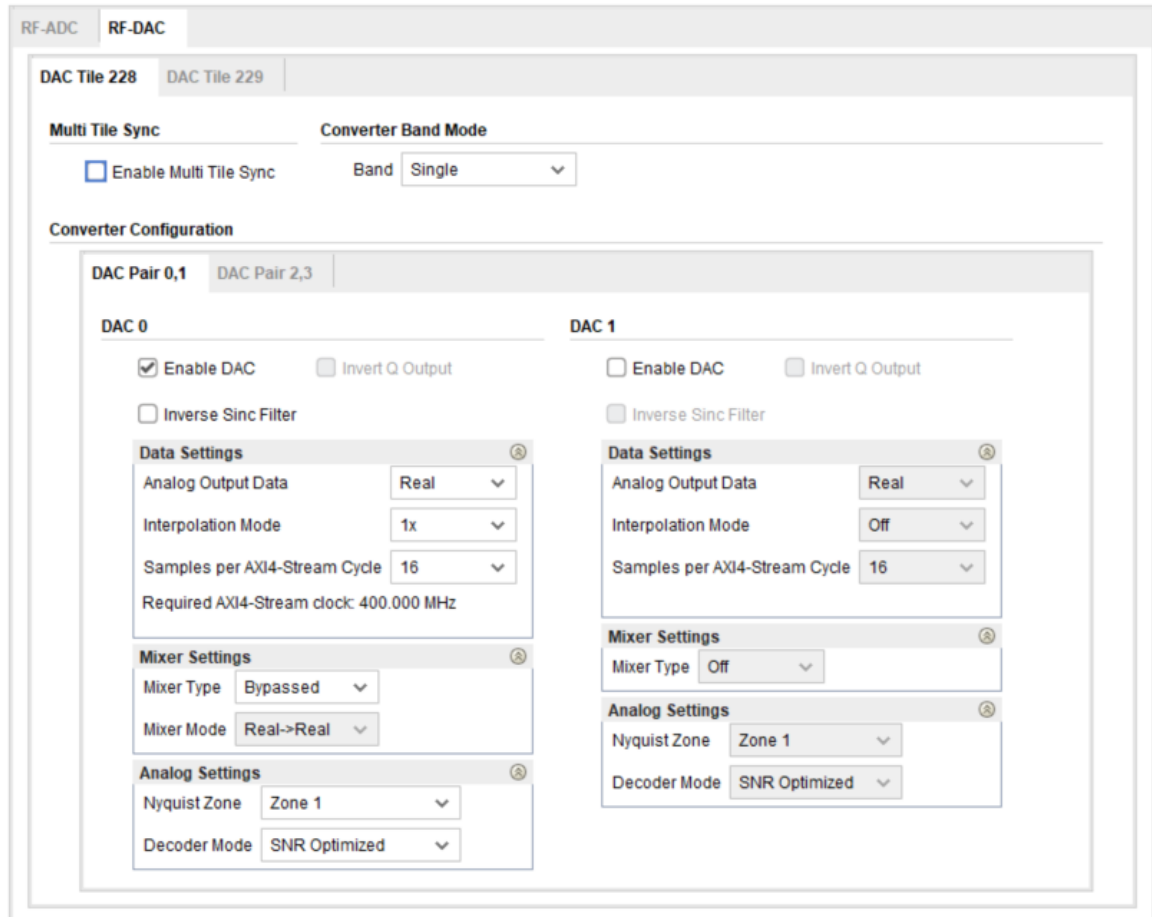 RF-ADC RF-DAC
DAC Tile 228 DAC Tile 229
Multi Tile Sync Converter Band Mode
Enable Multi Tile Sync Band Single
Converter Configuration
DAC Pair 0,1 DAC Pair 2,3
DAC 0 DAC 1
Enable DAC Invert Q Output Enable DAC Invert Q Output
Inverse Sinc Filter Inverse Sinc Filter
Data Settings Data Settings
Analog Output Data Real Analog Output Data Real
Interpolation Mode 1x Interpolation Mode Off
Samples per AXI4-Stream Cycle 16 Samples per AXI4-Stream Cycle 16
Required AXI4-Stream clock: 400.000 MHz
Mixer Settings
Mixer Settings
Mixer Type Off
Mixer Type Bypassed
Analog Settings
Mixer Mode Real->Real
Nyquist Zone Zone 1
Analog Settings
Decoder Mode SNR Optimized
Nyquist Zone Zone 1
Decoder Mode SNR Optimized